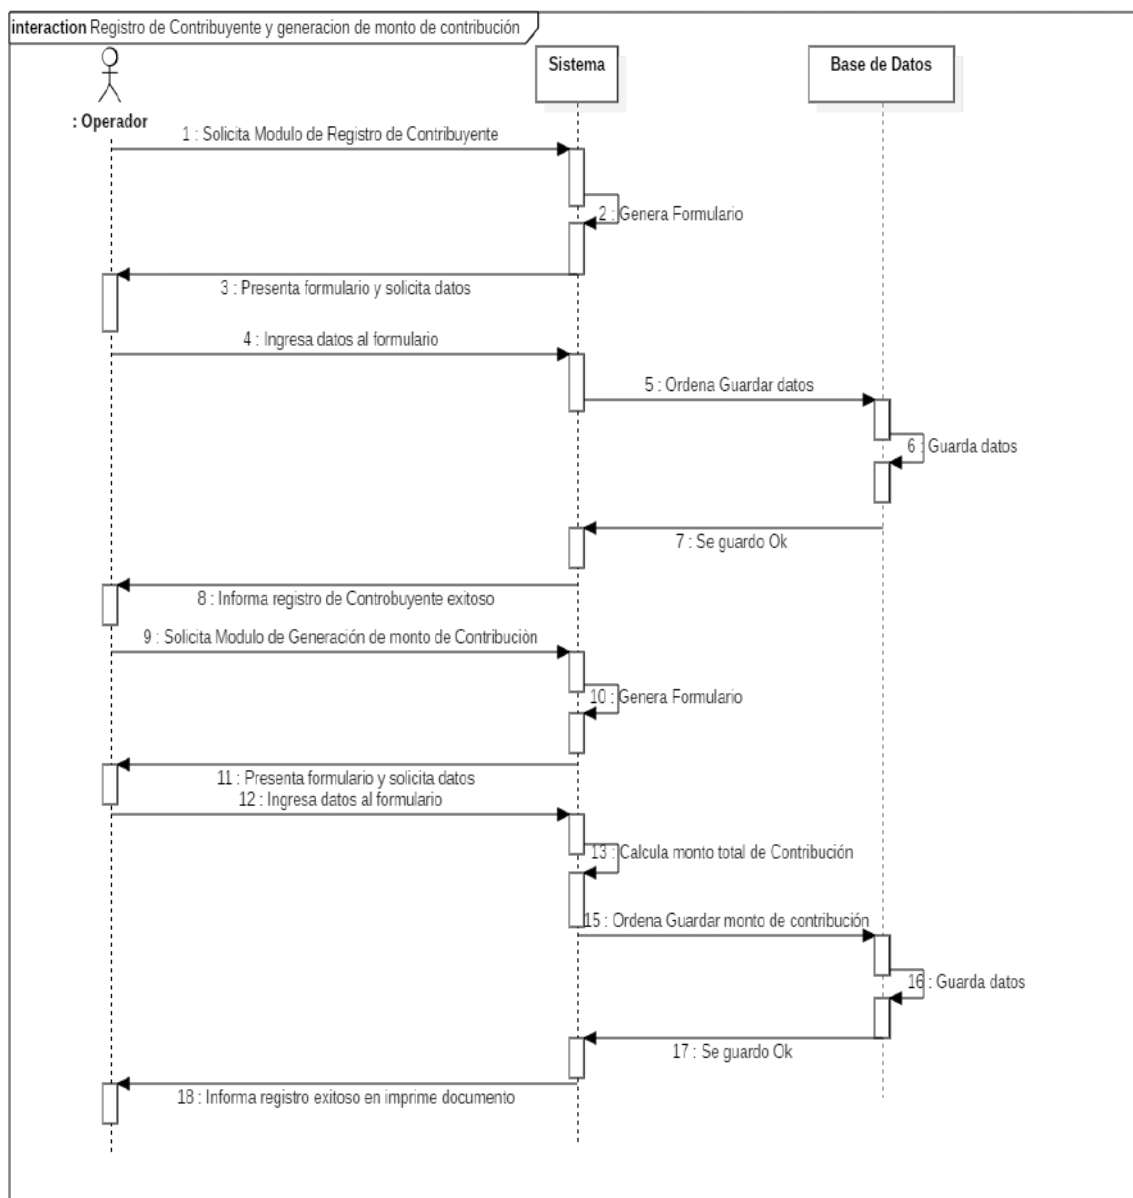 interaction Registro de Contribuyente y generacion de monto de contribución
Sistema
Base de Datos
: Operador
1 : Solicita Modulo de Registro de Contribuyente
2 : Genera Formulario
3 : Presenta formulario y solicita datos
4 : Ingresa datos al formulario
5 : Ordena Guardar datos
6 : Guarda datos
7 : Se guardo Ok
8 : Informa registro de Controbuyente exitoso
9 : Solicita Modulo de Generación de monto de Contribuciòn
10 : Genera Formulario
11 : Presenta formulario y solicita datos
12 : Ingresa datos al formulario
13 : Calcula monto total de Contribución
15 : Ordena Guardar monto de contribución
16 : Guarda datos
17 : Se guardo Ok
18 : Informa registro exitoso en imprime documento